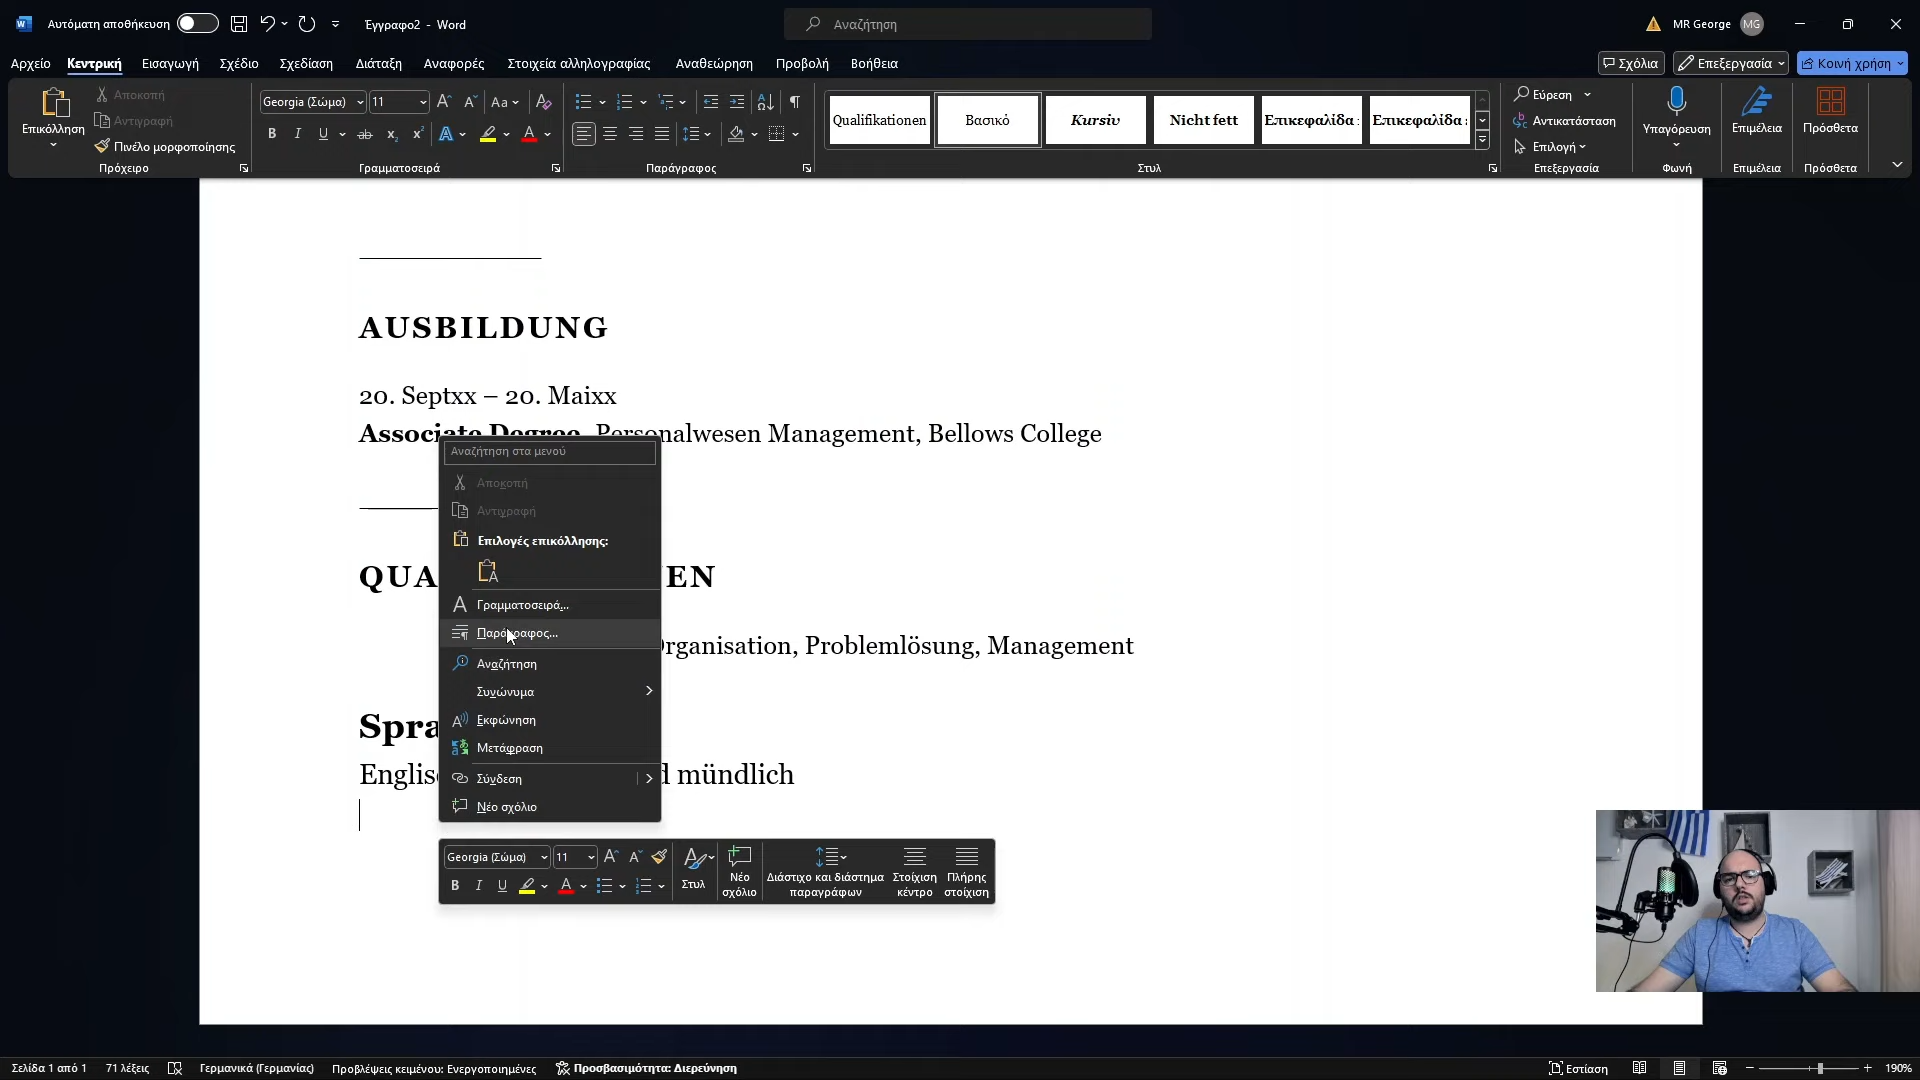 Αυτόματη αποθήκευση
Έγγραφο2 - Word
Αναζήτηση
MR George
MG
Αρχείο Κεντρική Εισαγωγή Σχέδιο Σχεδίαση Διάταξη Αναφορές Στοιχεία αλληλογραφίας Αναθεώρηση Προβολή Βοήθεια
Σχόλια
Επεξεργασία
Κοινή χρήση
Επικόλληση
Αποκοπή
Αντιγραφή
Πινέλο μορφοποίησης
Πρόχειρο
Georgia (Σώμα) 11
Γραμματοσειρά
Παράγραφος
Qualifikationen
Βασικό
Kursiv
Nicht fett
Επικεφαλίδα
Επικεφαλίδα
Στυλ
Εύρεση
Αντικατάσταση
Επιλογή
Επεξεργασία
Υπαγόρευση
Φωνή
Επιμέλεια
Επιμέλεια
Πρόσθετα
Πρόσθετα
AUSBILDUNG
20. Septxx – 20. Maixx
Associate Degree, Personalwesen Management, Bellows College
QUA
EN
rganisation, Problemlösung, Management
Spra
Englis
d mündlich
Αναζήτηση στα μενού
Αποκοπή
Αντιγραφή
Επιλογές επικόλλησης:
Γραμματοσειρά...
Παράγραφος...
Αναζήτηση
Συνώνυμα
Εκφώνηση
Μετάφραση
Σύνδεση
Νέο σχόλιο
Georgia (Σώμα) 11
Στυλ
Νέο
σχόλιο
Διάστιχο και διάστημα
παραγράφων
Στοίχιση
κέντρο
Πλήρης
στοίχιση
Σελίδα 1 από 1
71 λέξεις
Γερμανικά (Γερμανίας)
Προβλέψεις κειμένου: Ενεργοποιημένες
Προσβασιμότητα: Διερεύνηση
Εστίαση
190%